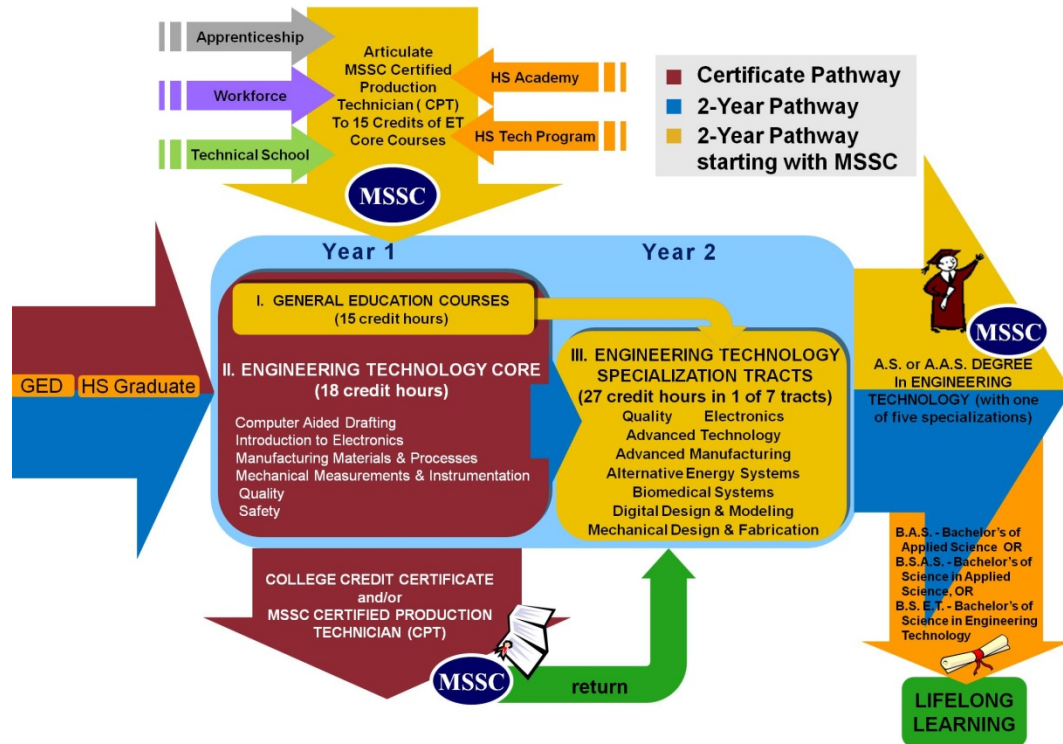 Apprenticeship
Workforce
Technical School
Articulate
MSSC Certified
Production
Technician ( CPT)
To 15 Credits of ET
Core Courses
HS Academy
HS Tech Program
MSSC
Certificate Pathway
2-Year Pathway
2-Year Pathway
starting with MSSC
Year 1
Year 2
GED
HS Graduate
I. GENERAL EDUCATION COURSES
(15 credit hours)
II. ENGINEERING TECHNOLOGY CORE
(18 credit hours)
Computer Aided Drafting
Introduction to Electronics
Manufacturing Materials & Processes
Mechanical Measurements & Instrumentation
Quality
Safety
III. ENGINEERING TECHNOLOGY
SPECIALIZATION TRACTS
(27 credit hours in 1 of 7 tracts)
Quality Electronics
Advanced Technology
Advanced Manufacturing
Alternative Energy Systems
Biomedical Systems
Digital Design & Modeling
Mechanical Design & Fabrication
MSSC
A.S. or A.A.S. DEGREE
In ENGINEERING
TECHNOLOGY (with one
of five specializations)
COLLEGE CREDIT CERTIFICATE
and/or
MSSC CERTIFIED PRODUCTION
TECHNICIAN (CPT)
MSSC
return
B.A.S. - Bachelor's of
Applied Science OR
B.S.A.S. - Bachelor's of
Science in Applied
Science, OR
B.S. E.T. - Bachelor's of
Science in Engineering
Technology
LIFELONG
LEARNING